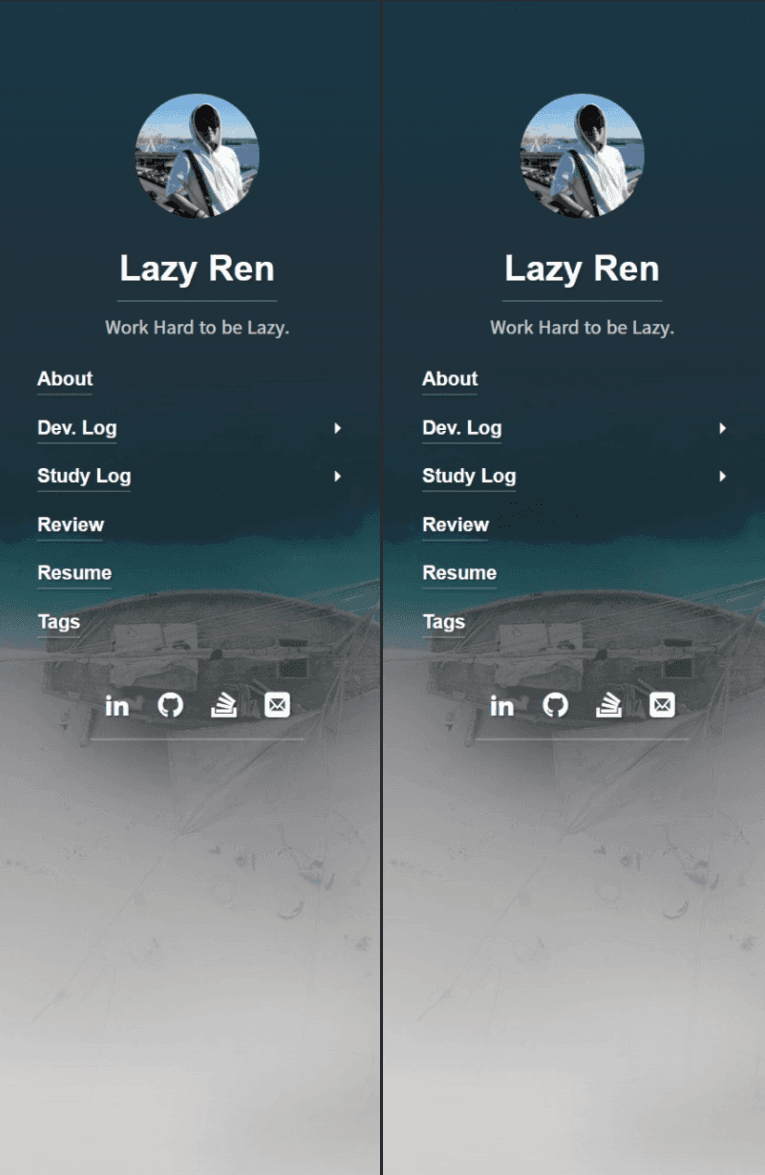 Lazy Ren
Work Hard to be Lazy.
About
Dev. Log
Study Log
Review
Resume
Tags
in
Lazy Ren
Work Hard to be Lazy.
About
Dev. Log
Study Log
Review
Resume
Tags
in